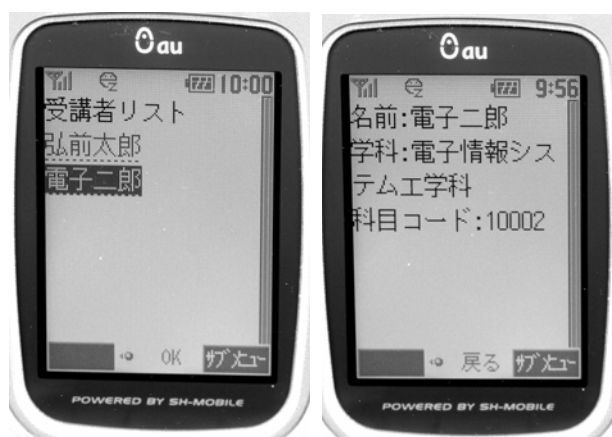 au
10:00
受講者リスト
弘前太郎
電子二郎
OK サブメニュー
POWERED BY SH-MOBILE
au
9:56
名前:電子二郎
学科:電子情報シス
テム工学科
科目コード:10002
戻る サブメニュー
POWERED BY SH-MOBILE